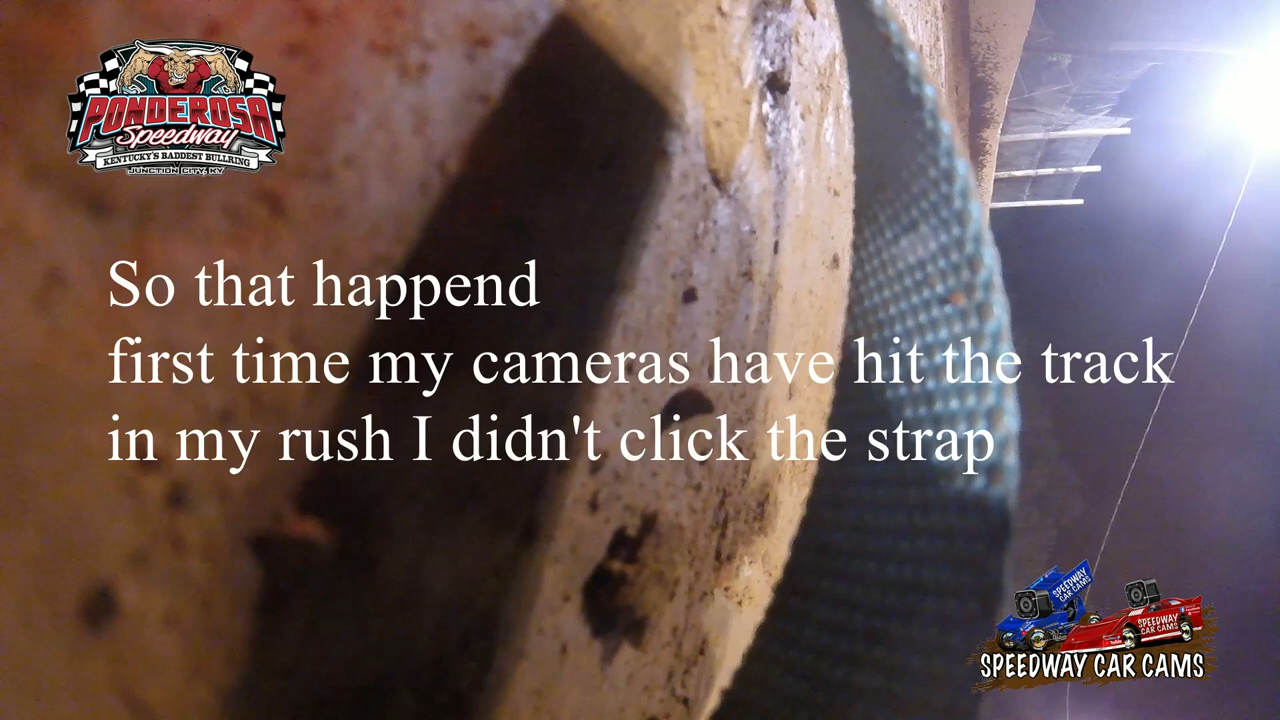 PONDEROSA
Speedway
KENTUCKY'S BADDEST BULLRING
JUNCTION CITY, KY
So that happend
first time my cameras have hit the track
in my rush I didn't click the strap
SPEEDWAY
CAR CAMS
SPEEDWAY
CAR CAMS
SPEEDWAY CAR CAMS